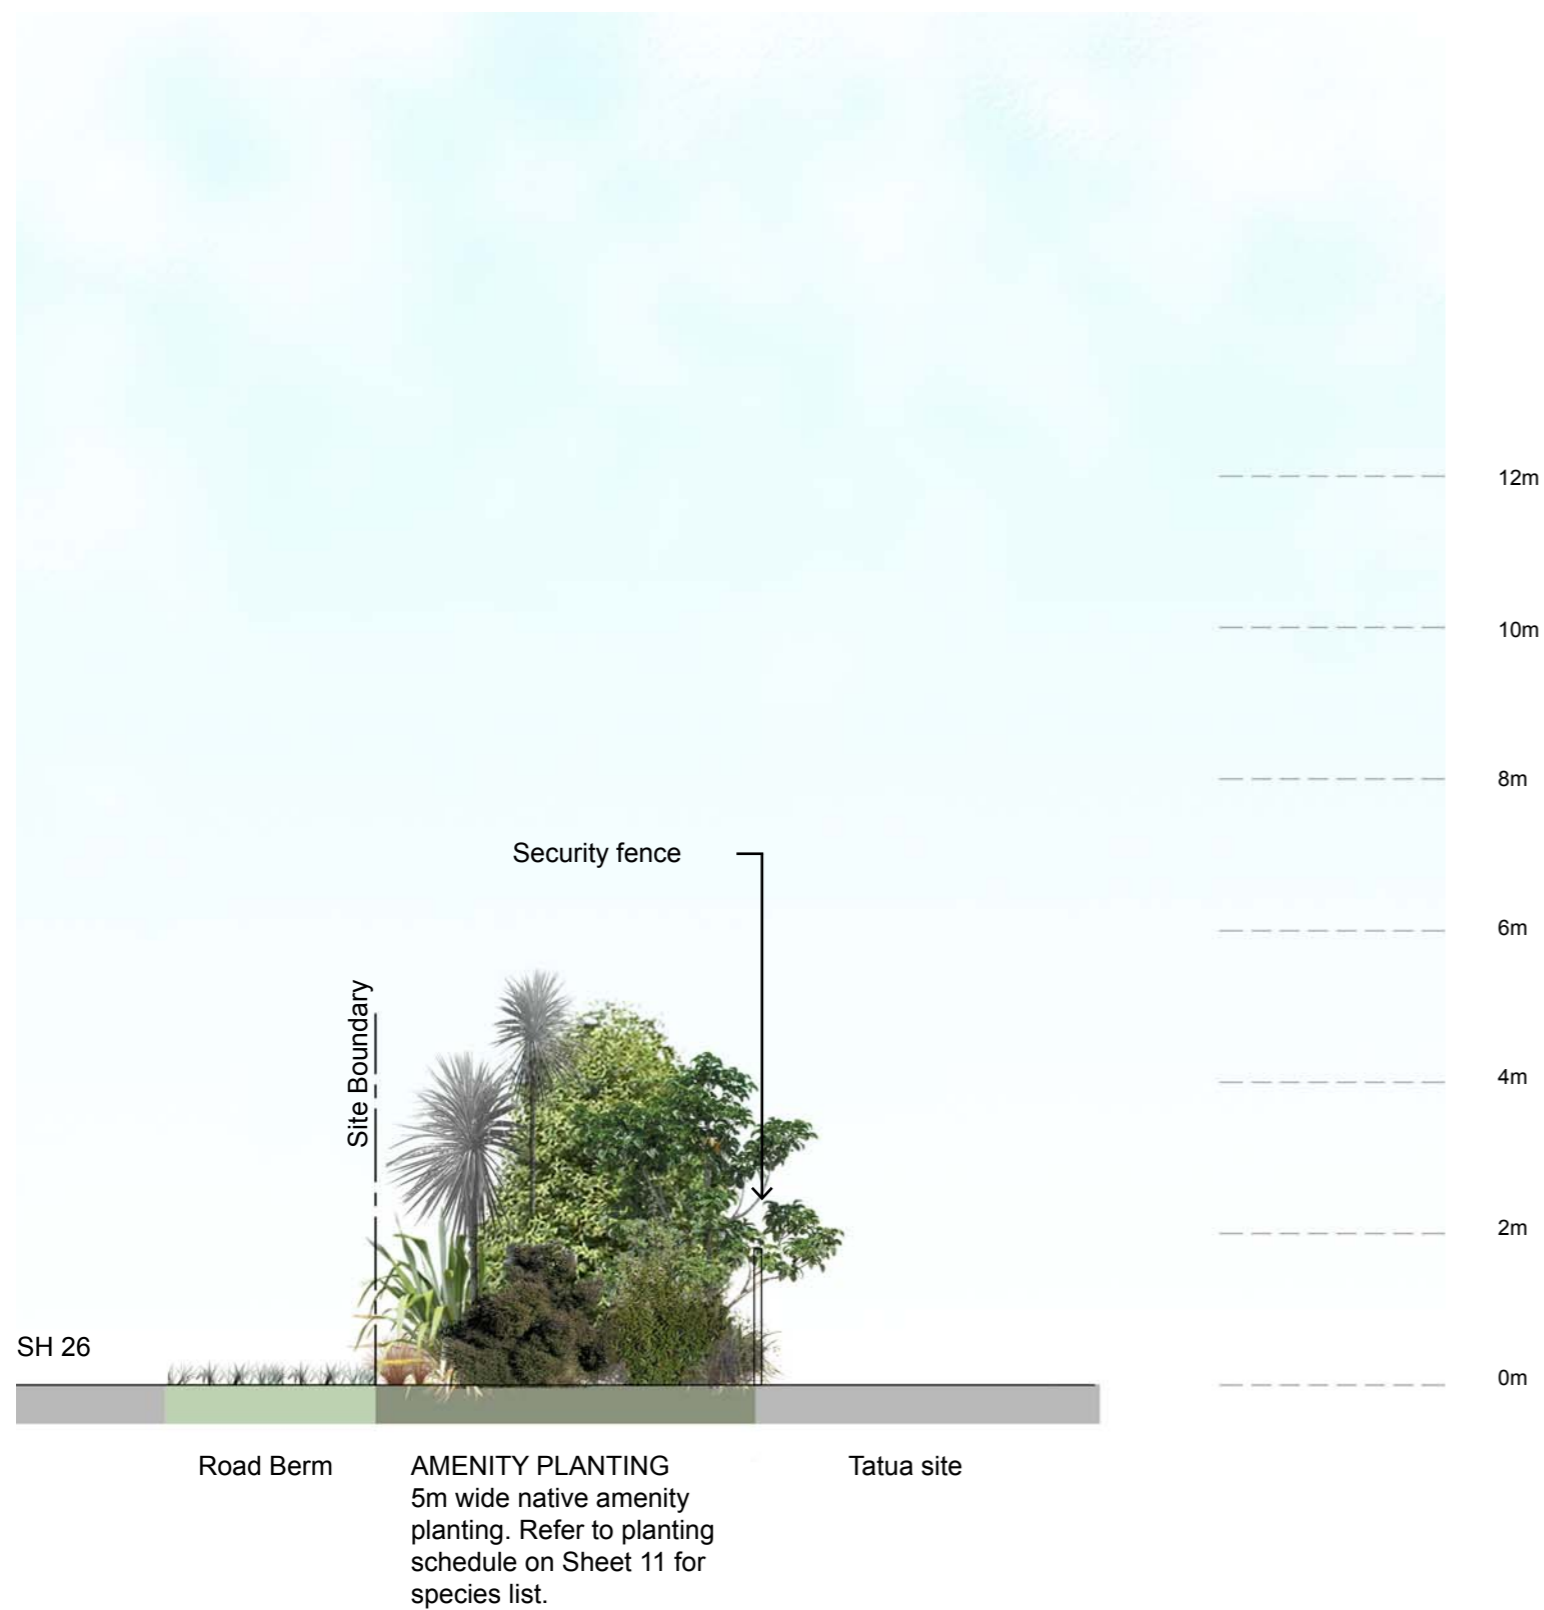 12m
10m
8m
Security fence
6m
Site Boundary
4m
2m
SH 26
0m
Road Berm
AMENITY PLANTING
5m wide native amenity
planting. Refer to planting
schedule on Sheet 11 for
species list.
Tatua site